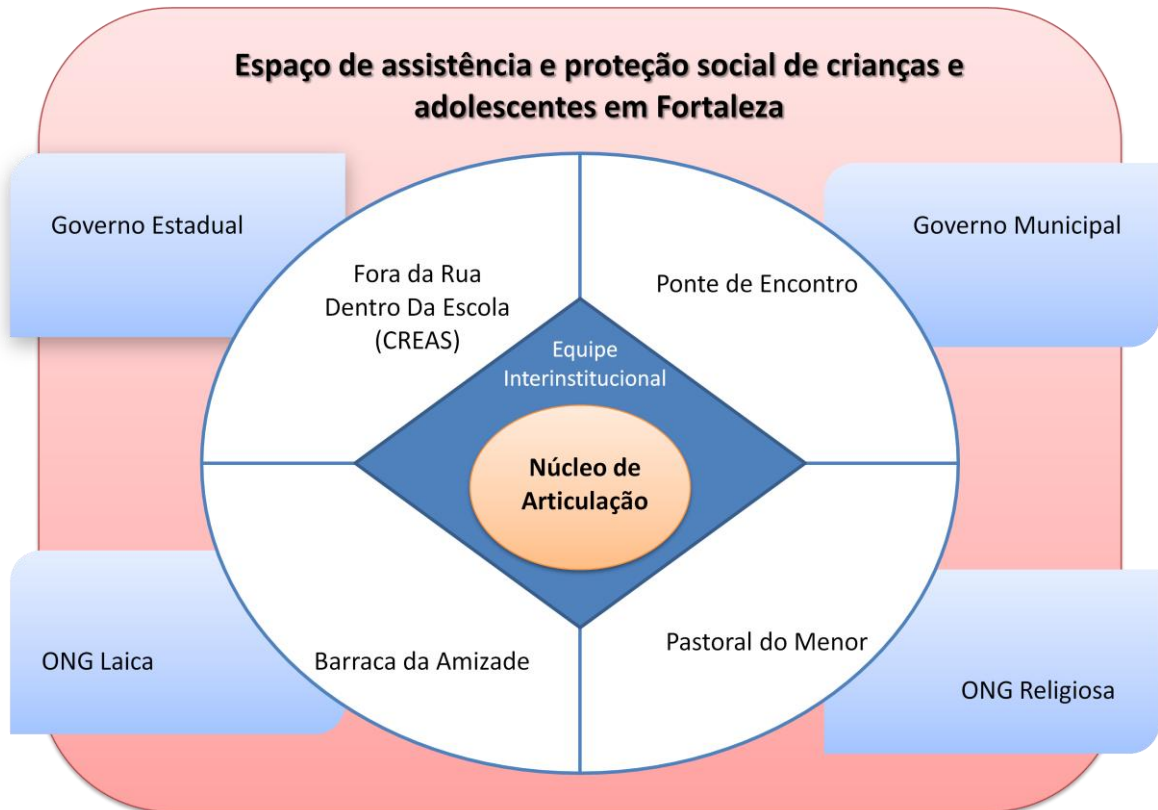 Espaço de assistência e proteção social de crianças e
adolescentes em Fortaleza
Governo Estadual
Governo Municipal
Fora da Rua
Dentro Da Escola
(CREAS)
Ponte de Encontro
Equipe
Interinstitucional
Núcleo de
Articulação
ONG Laica
Barraca da Amizade
Pastoral do Menor
ONG Religiosa